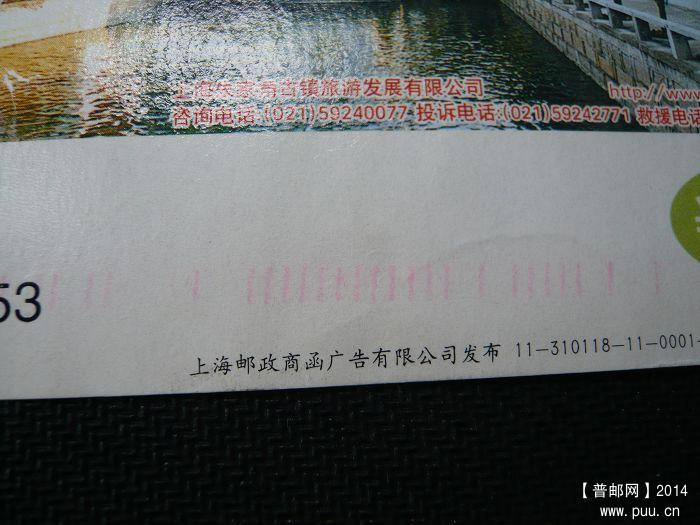 上海朱家角古镇旅游发展有限公司 http://www
咨询电话:(021)59240077 投诉电话:(021)59242771 救援电话
53
上海邮政商函广告有限公司发布 11-310118-11-0001-
【普邮网】2014
www.puu.cn